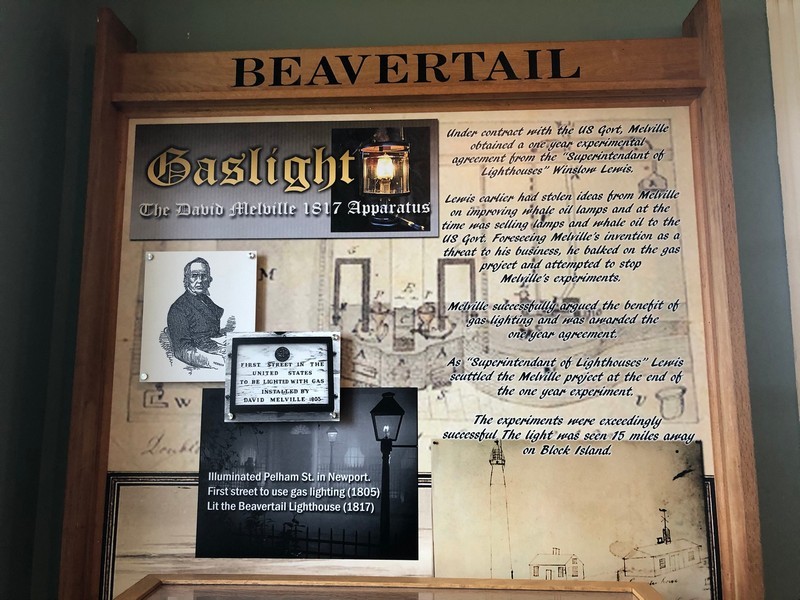 BEAVERTAIL
Gaslight
The David Melville 1817 Apparatus
Under contract with the US Govt, Melville
obtained a one year experimental
agreement from the "Superintendant of
Lighthouses" Winslow Lewis.
Lewis earlier had stolen ideas from Melville
on improving whale oil lamps and at the
time was selling lamps and whale oil to the
US Govt. Foreseeing Melville's invention as a
threat to his business, he balked on the gas
project and attempted to stop
Melville's experiments.
Melville successfully argued the benefit of
gas lighting and was awarded the
one year agreement.
As "Superintendant of Lighthouses" Lewis
scuttled the Melville project at the end of
the one year experiment.
The experiments were exceedingly
successful The light was seen 15 miles away
on Block Island.
M
FIRST STREET IN THE
UNITED STATES
TO BE LIGHTED WITH GAS
INSTALLED BY
DAVID MELVILLE 1805
L W
Double
Illuminated Pelham St. in Newport.
First street to use gas lighting (1805)
Lit the Beavertail Lighthouse (1817)